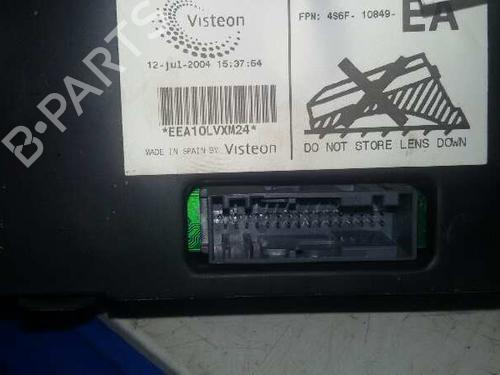 Visteon
FPN: 4S6F- 10849-
EA
12-jul-2004 15:37:64
*EEA10LVXM24*
MADE IN SPAIN BY Visteon
DO NOT STORE LENS DOWN
B-PARTS